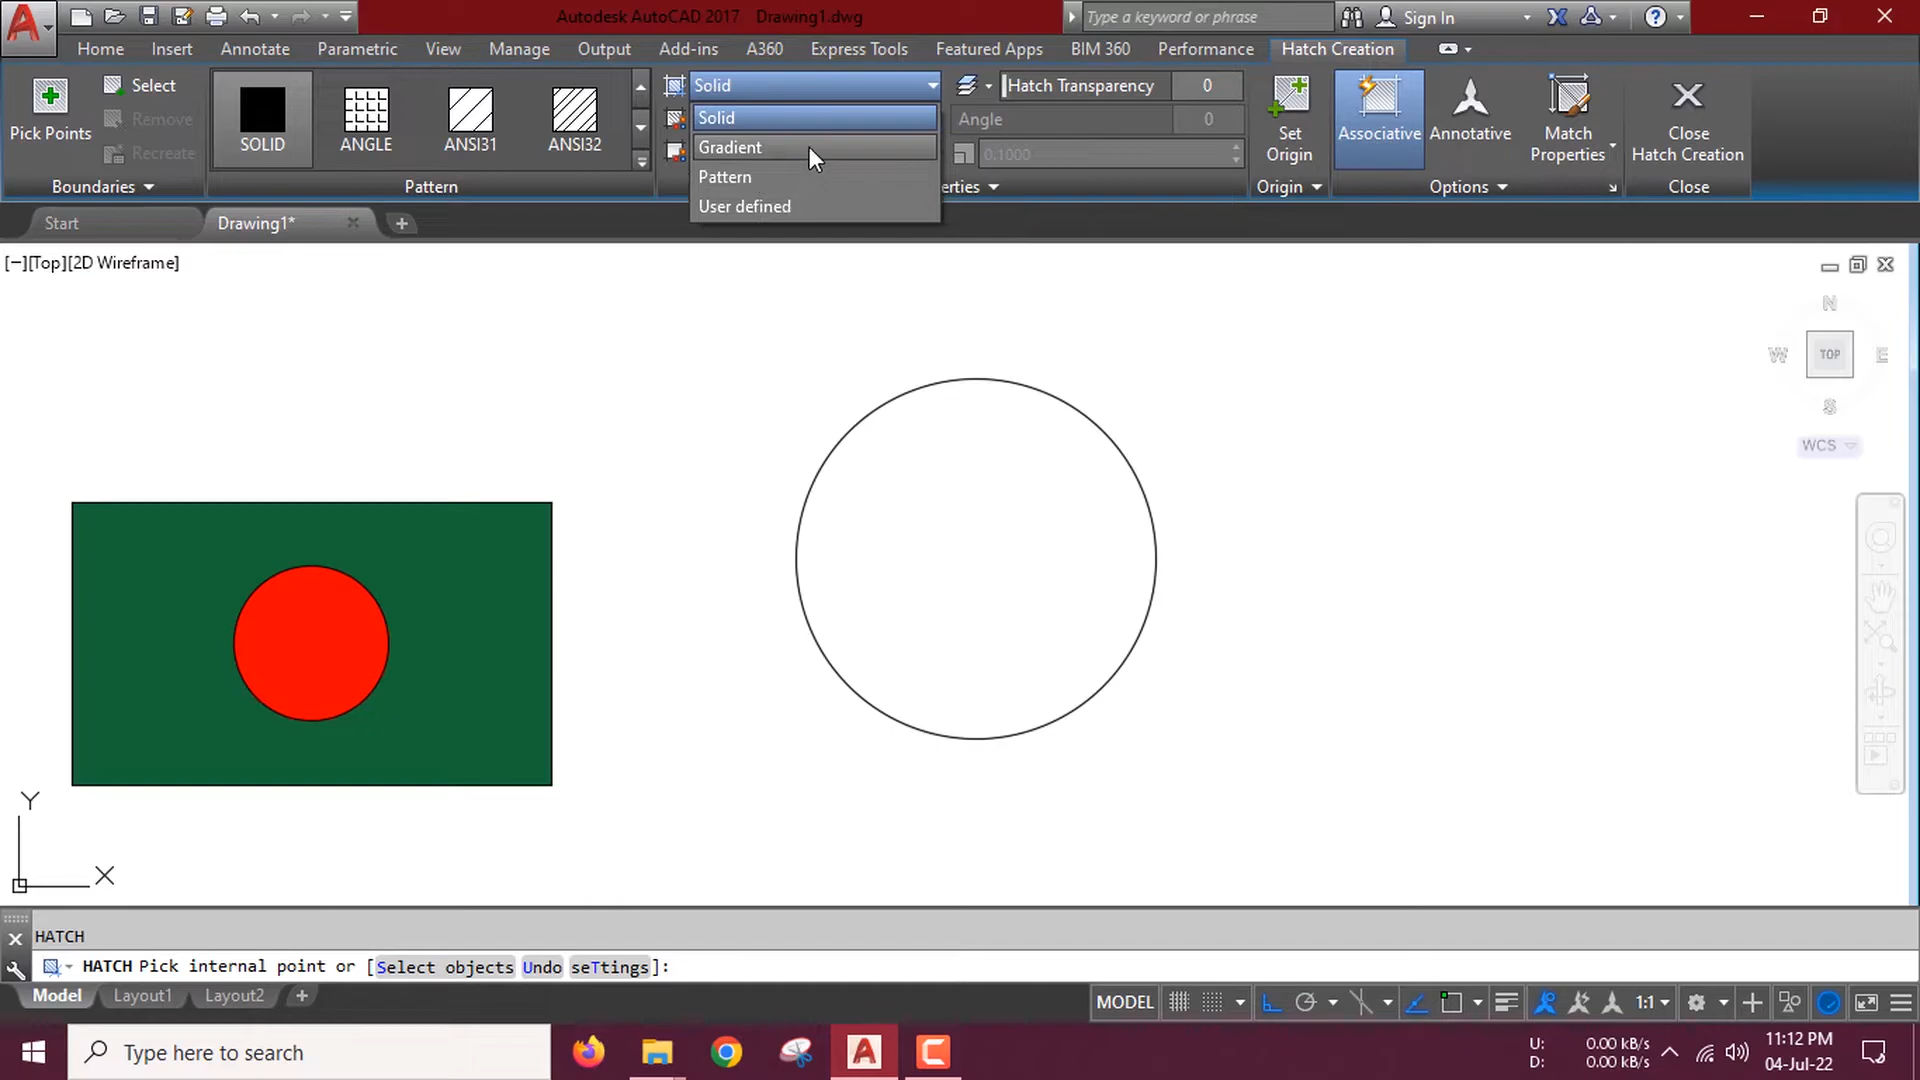 Autodesk AutoCAD 2017 Drawing1.dwg
Type a keyword or phrase
Sign In
Home Insert Annotate Parametric View Manage Output Add-ins A360 Express Tools Featured Apps BIM 360 Performance Hatch Creation
Pick Points
Select
Remove
Recreate
Boundaries
SOLID
ANGLE
ANSI31
ANSI32
Pattern
Solid
Solid
Gradient
Pattern
User defined
Hatch Transparency 0
Angle 0
0.1000
erties
Set Origin
Origin
Associative
Annotative
Match Properties
Options
Close Hatch Creation
Close
Start
Drawing1*
[−][Top][2D Wireframe]
N
W TOP E
S
WCS
Y
X
HATCH
HATCH Pick internal point or [Select objects Undo seTtings]:
Model Layout1 Layout2
MODEL
1:1
Type here to search
U: 0.00 kB/s
D: 0.00 kB/s
11:12 PM
04-Jul-22